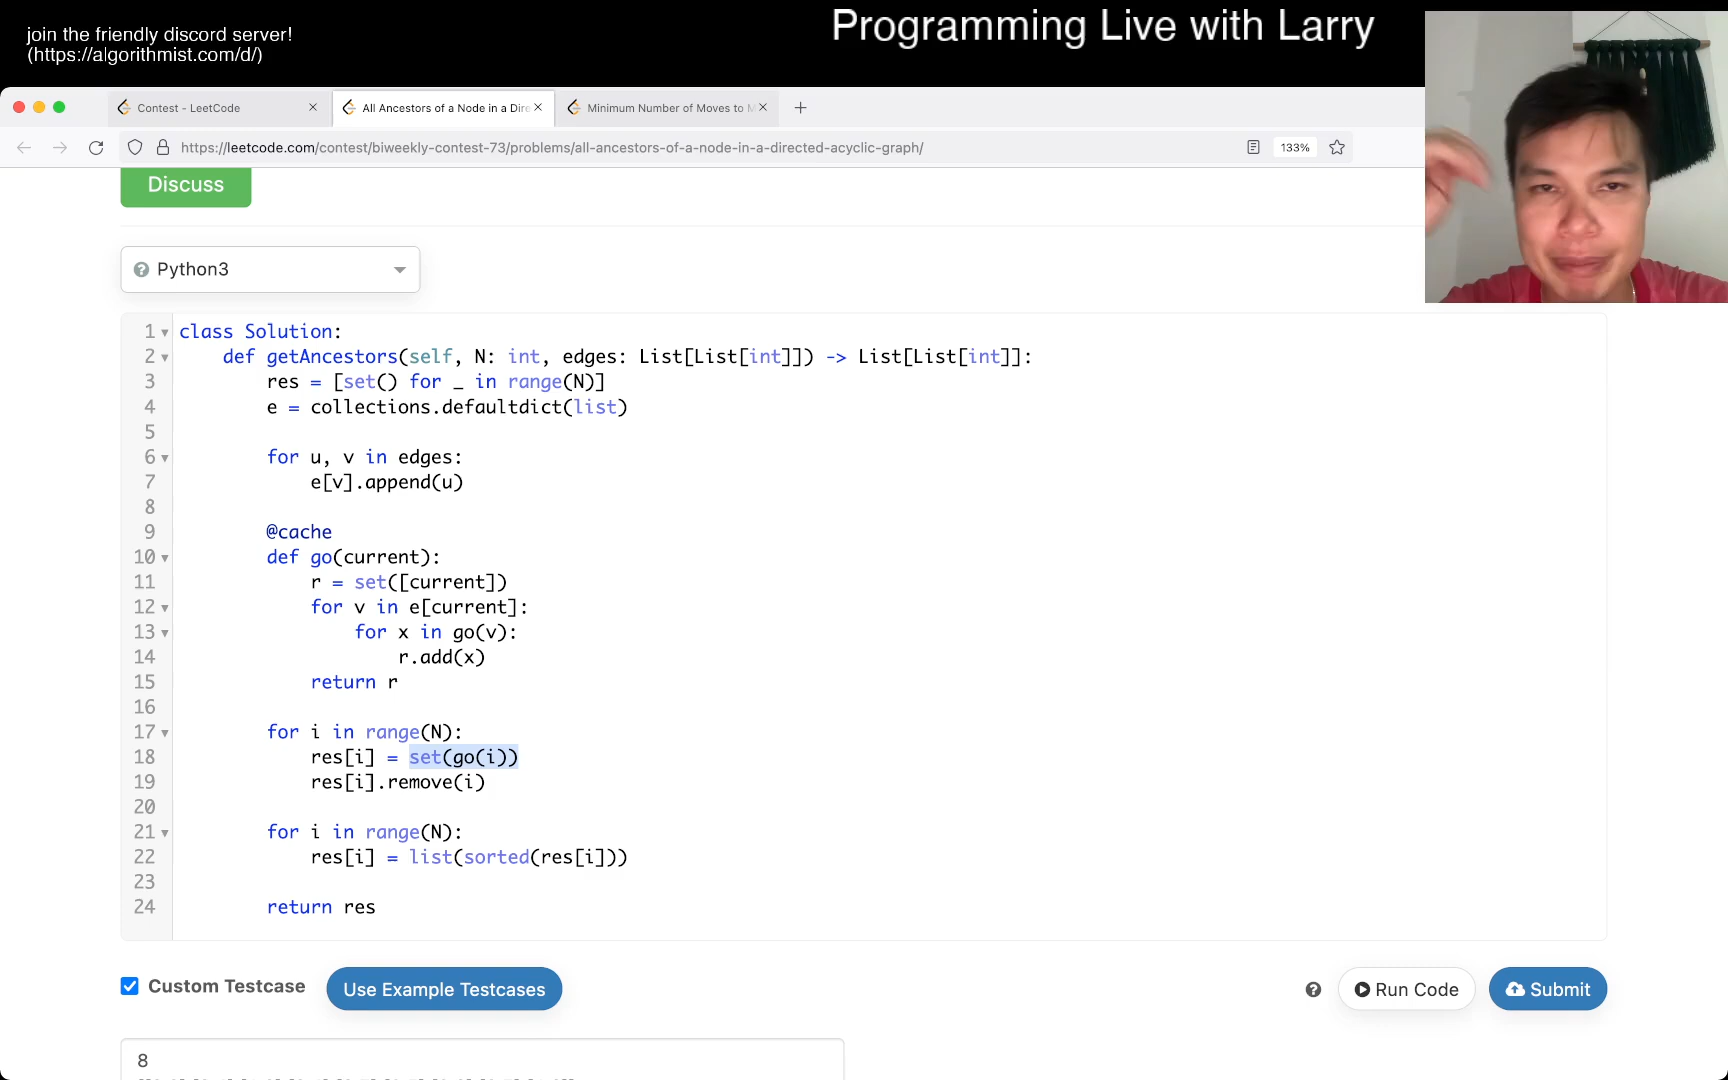 Programming Live with Larry
join the friendly discord server!
(https://algorithmist.com/d/)
Contest - LeetCode
All Ancestors of a Node in a Dire
Minimum Number of Moves to M
https://leetcode.com/contest/biweekly-contest-73/problems/all-ancestors-of-a-node-in-a-directed-acyclic-graph/
133%
Discuss
Python3
1 class Solution:
2     def getAncestors(self, N: int, edges: List[List[int]]) -> List[List[int]]:
3         res = [set() for _ in range(N)]
4         e = collections.defaultdict(list)
5
6         for u, v in edges:
7             e[v].append(u)
8
9         @cache
10         def go(current):
11             r = set([current])
12             for v in e[current]:
13                 for x in go(v):
14                     r.add(x)
15             return r
16
17         for i in range(N):
18             res[i] = set(go(i))
19             res[i].remove(i)
20
21         for i in range(N):
22             res[i] = list(sorted(res[i]))
23
24         return res
Custom Testcase
Use Example Testcases
Run Code
Submit
8